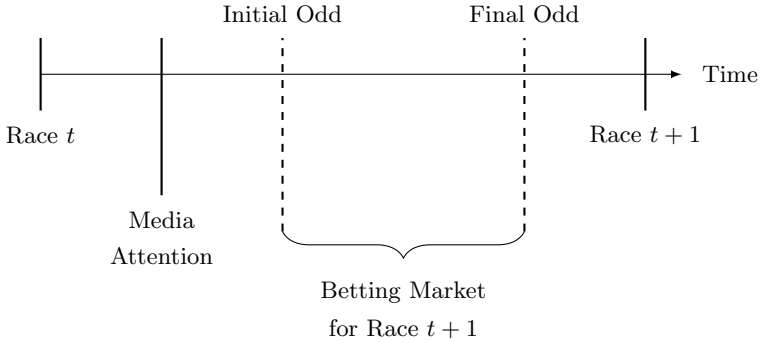 Initial Odd
Final Odd
Time
Race t
Race t + 1
Media
Attention
Betting Market
for Race t + 1